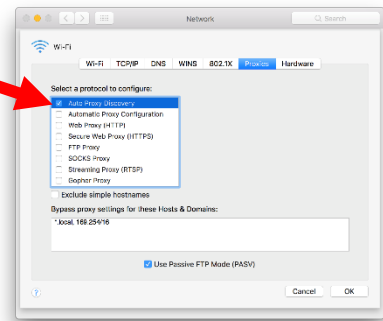 Network
Search
Wi-Fi
Wi-Fi TCP/IP DNS WINS 802.1X Proxies Hardware
Select a protocol to configure:
Auto Proxy Discovery
Automatic Proxy Configuration
Web Proxy (HTTP)
Secure Web Proxy (HTTPS)
FTP Proxy
SOCKS Proxy
Streaming Proxy (RTSP)
Gopher Proxy
Exclude simple hostnames
Bypass proxy settings for these Hosts & Domains:
*.local, 169.254/16
Use Passive FTP Mode (PASV)
? Cancel OK